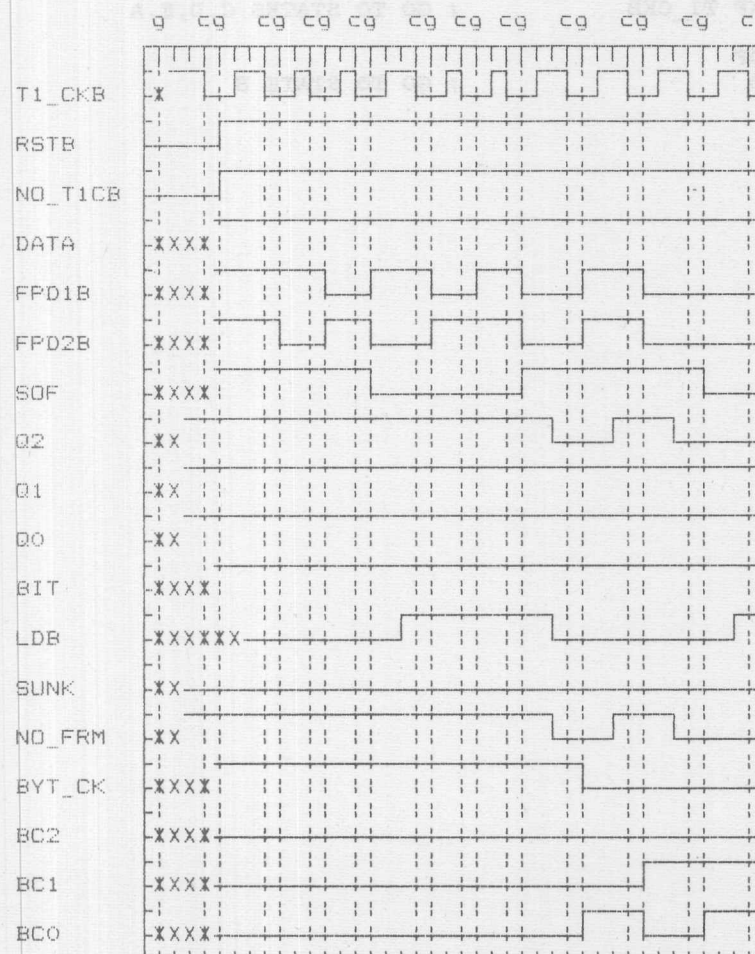 g cg cg cg cg cg cg cg cg cg c
T1_CKB
RSTB
NO_T1CB
DATA
FPD1B
FPD2B
SOF
Q2
Q1
Q0
BIT
LDB
SUNK
NO_FRM
BYT_CK
BC2
BC1
BC0